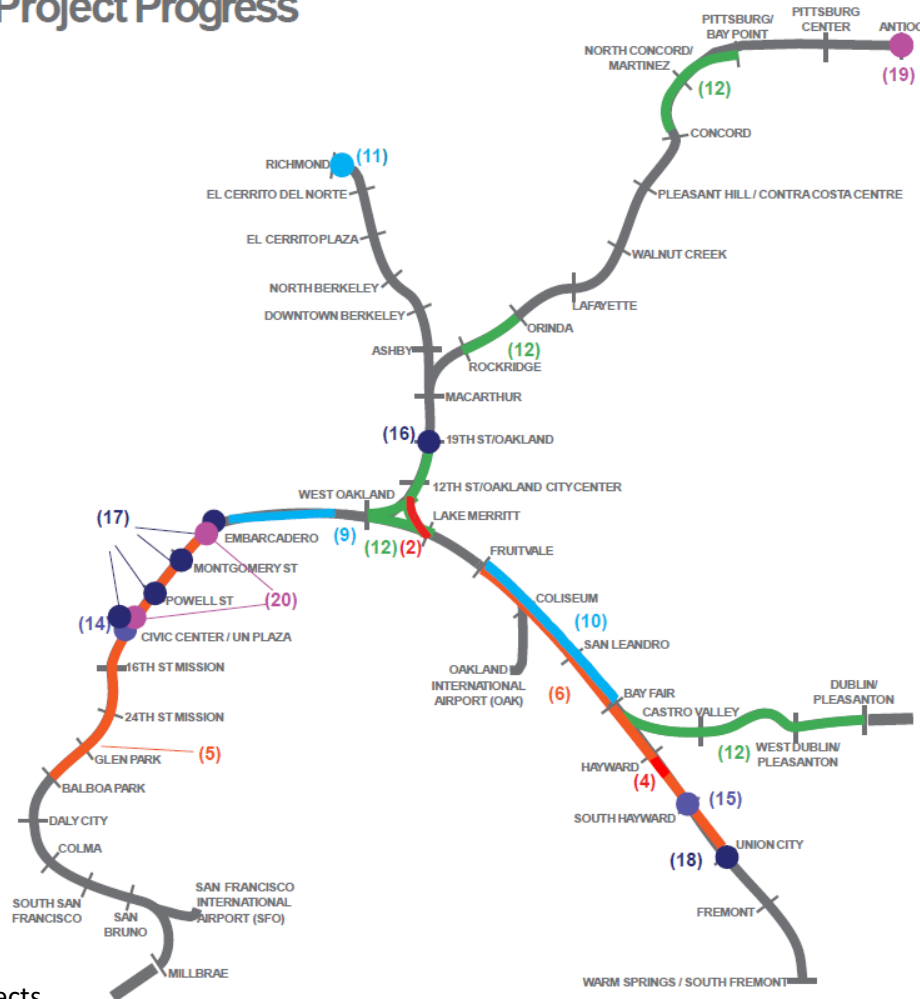 Project Progress
PITTSBURG/
BAY POINT
PITTSBURG
CENTER
ANTIOC
NORTH CONCORD/
MARTINEZ
(19)
(12)
CONCORD
RICHMOND
(11)
EL CERRITO DEL NORTE
PLEASANT HILL / CONTRA COSTA CENTRE
EL CERRITO PLAZA
WALNUT CREEK
NORTH BERKELEY
DOWNTOWN BERKELEY
LAFAYETTE
ORINDA
ASHBY
(12)
ROCKRIDGE
MACARTHUR
(16)
19TH ST/OAKLAND
12TH ST/OAKLAND CITY CENTER
WEST OAKLAND
LAKE MERRITT
(17)
EMBARCADERO
(9)
(12)
(2)
FRUITVALE
MONTGOMERY ST
POWELL ST
(20)
COLISEUM
(14)
CIVIC CENTER / UN PLAZA
(10)
SAN LEANDRO
16TH ST MISSION
OAKLAND
INTERNATIONAL
AIRPORT (OAK)
(6)
BAY FAIR
DUBLIN/
PLEASANTON
24TH ST MISSION
CASTRO VALLEY
(5)
GLEN PARK
(12)
WEST DUBLIN/
PLEASANTON
HAYWARD
(4)
BALBOA PARK
(15)
DALY CITY
SOUTH HAYWARD
COLMA
UNION CITY
(18)
SOUTH SAN
FRANCISCO
SAN
BRUNO
SAN FRANCISCO
INTERNATIONAL
AIRPORT (SFO)
FREMONT
MILLBRAE
WARM SPRINGS / SOUTH FREMONT
ects